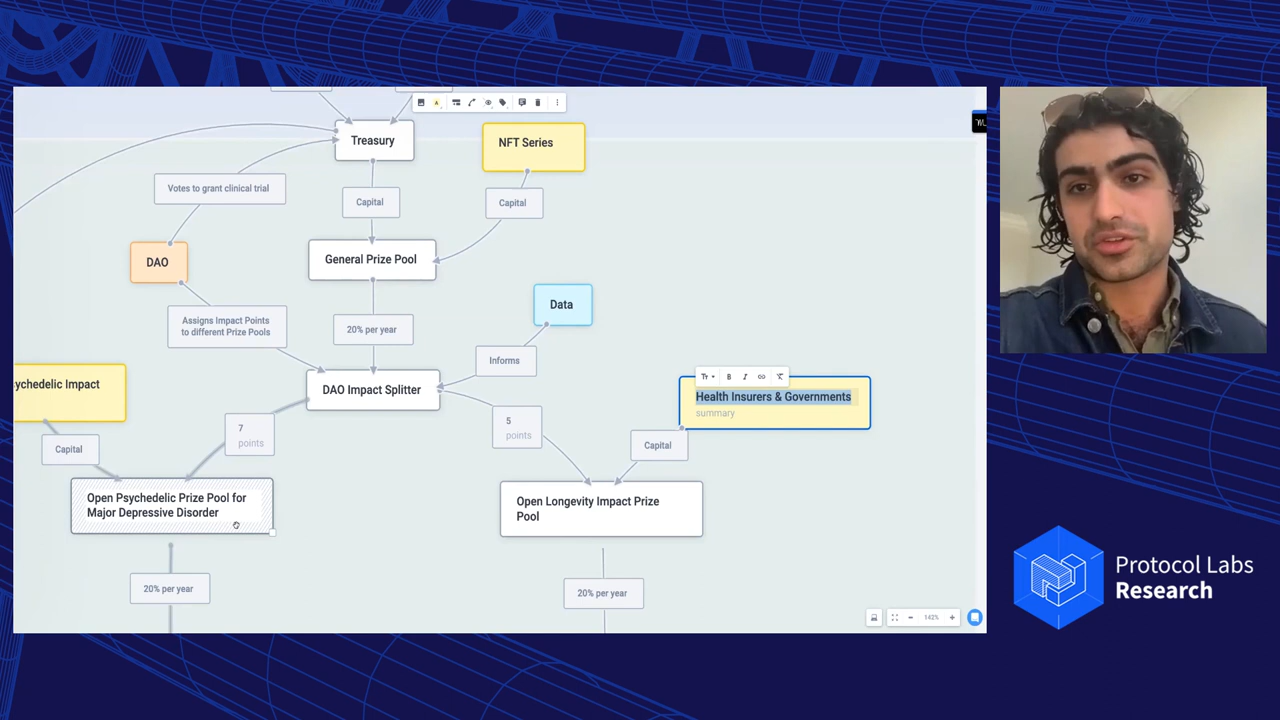 Treasury
NFT Series
Votes to grant clinical trial
Capital
Capital
DAO
General Prize Pool
Data
Assigns Impact Points
to different Prize Pools
20% per year
Informs
ychedelic Impact
DAO Impact Splitter
Health Insurers & Governments
summary
7
points
5
points
Capital
Capital
Open Psychedelic Prize Pool for
Major Depressive Disorder
Open Longevity Impact Prize
Pool
20% per year
20% per year
142%
Protocol Labs
Research